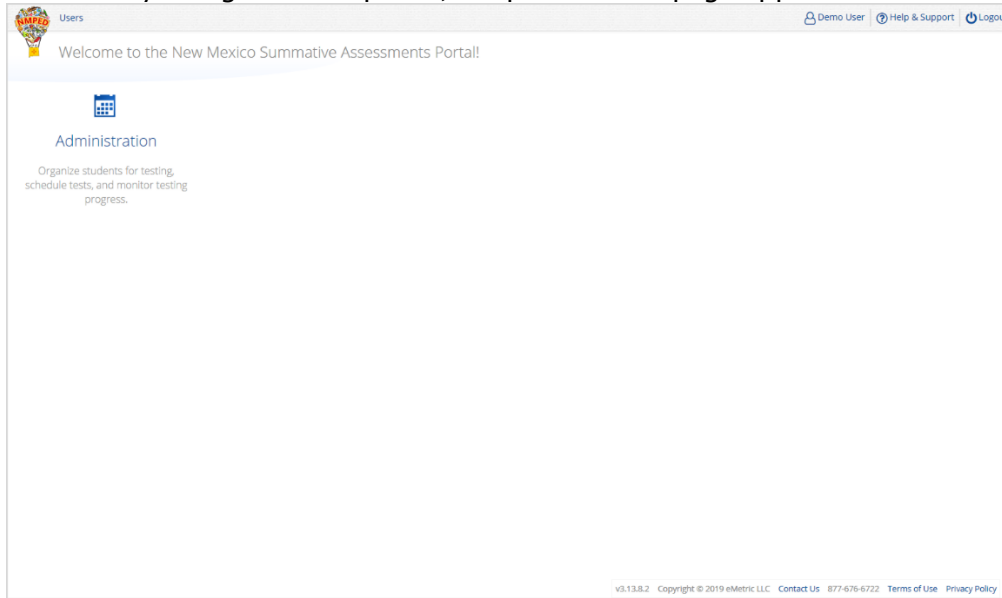 NMPED
Users
Demo User
Help & Support
Logou
Welcome to the New Mexico Summative Assessments Portal!
Administration
Organize students for testing,
schedule tests, and monitor testing
progress.
v3.13.8.2 Copyright © 2019 eMetric LLC Contact Us 877-676-6722 Terms of Use Privacy Policy